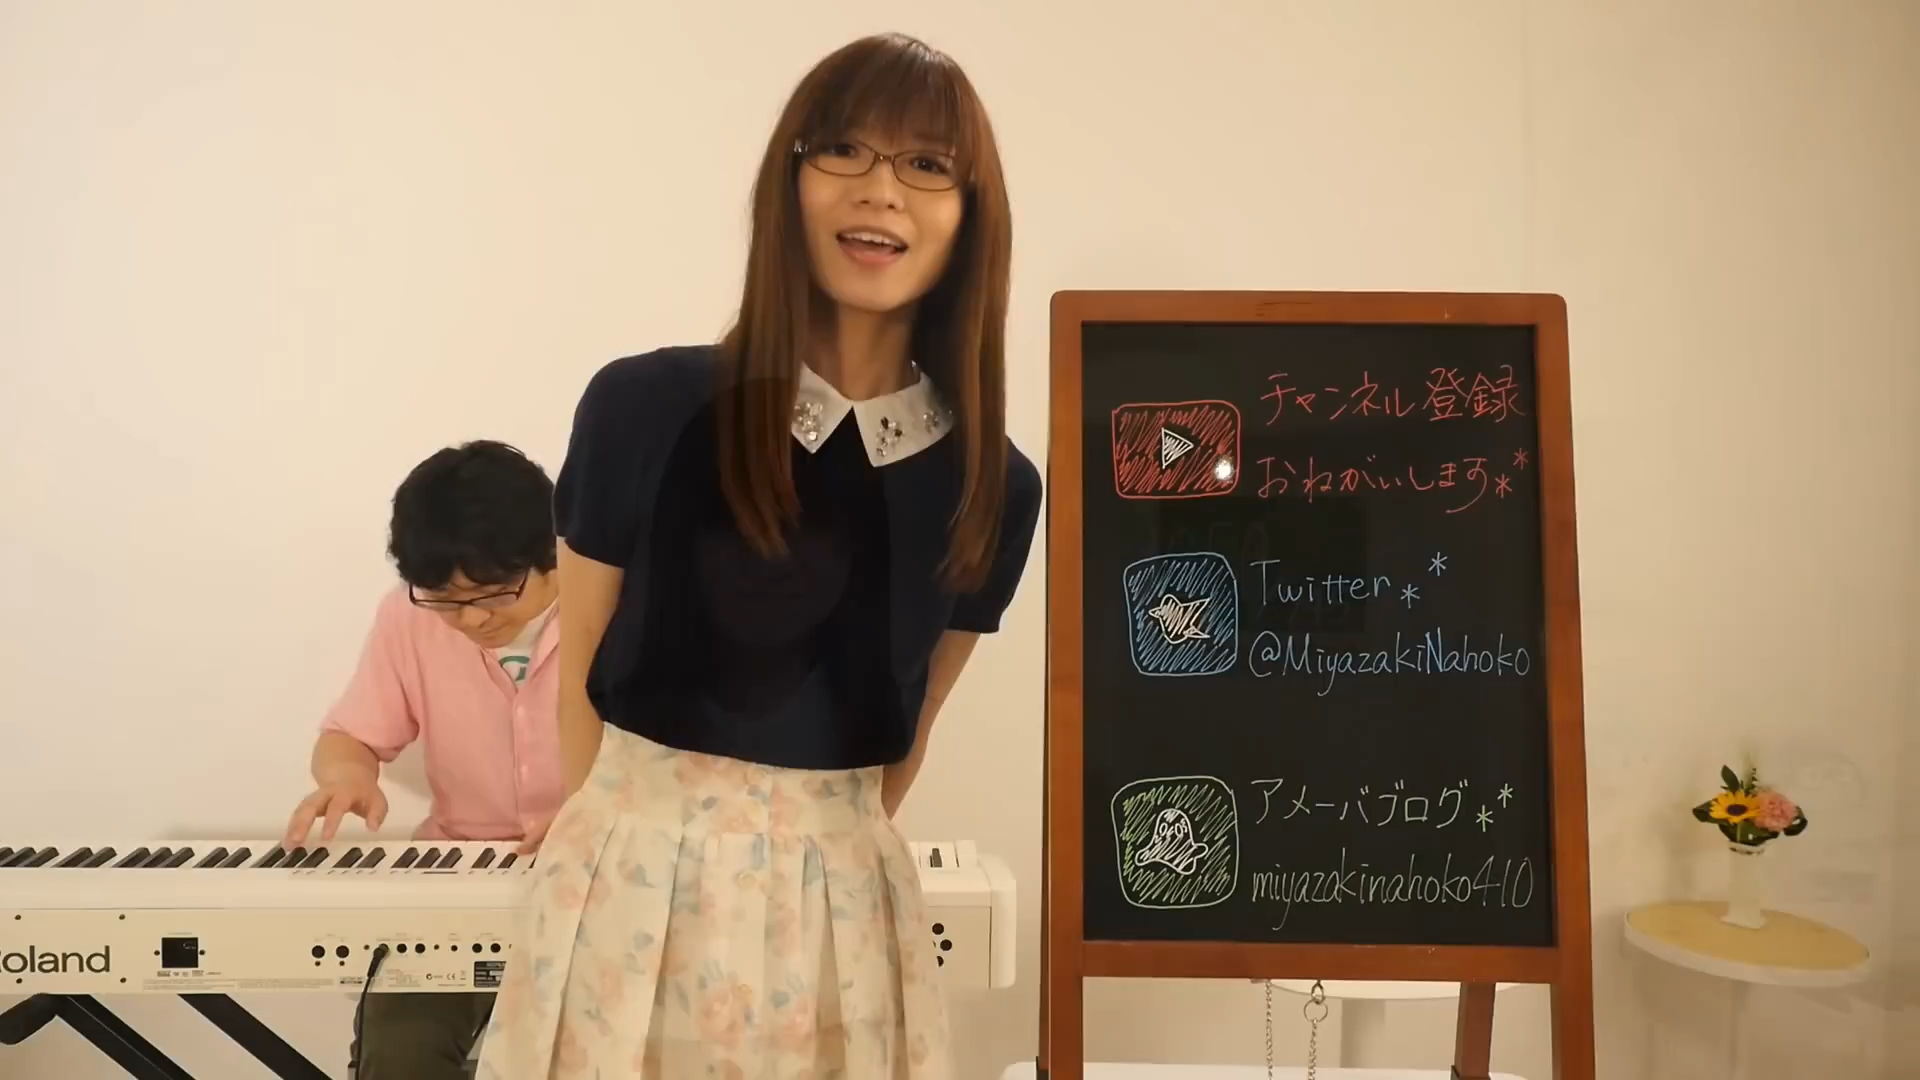 チャンネル登録
おねがいします**
Twitter**
@MiyazakiNahoko
アメーバブログ**
miyazakinahoko410
Roland